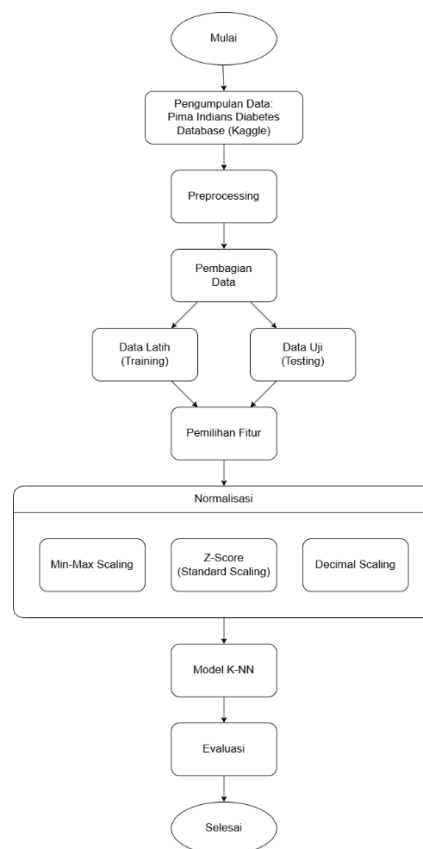 Mulai
Pengumpulan Data:
Pima Indians Diabetes
Database (Kaggle)
Preprocessing
Pembagian
Data
Data Latih
(Training)
Data Uji
(Testing)
Pemilihan Fitur
Normalisasi
Min-Max Scaling
Z-Score
(Standard Scaling)
Decimal Scaling
Model K-NN
Evaluasi
Selesai